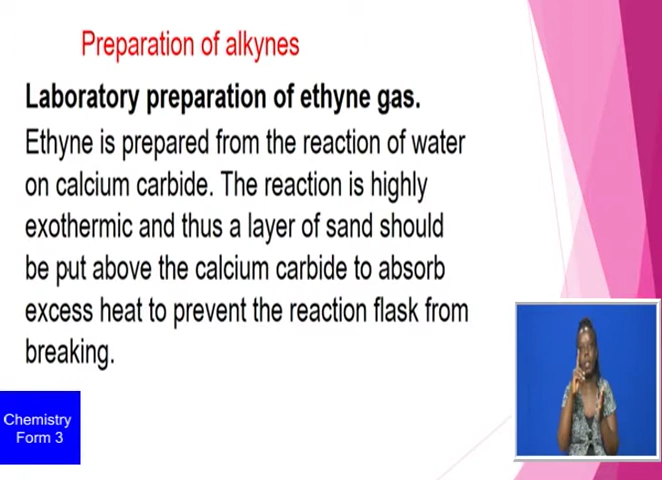 Preparation of alkynes
Laboratory preparation of ethyne gas.
Ethyne is prepared from the reaction of water
on calcium carbide. The reaction is highly
exothermic and thus a layer of sand should
be put above the calcium carbide to absorb
excess heat to prevent the reaction flask from
breaking.
Chemistry
Form 3